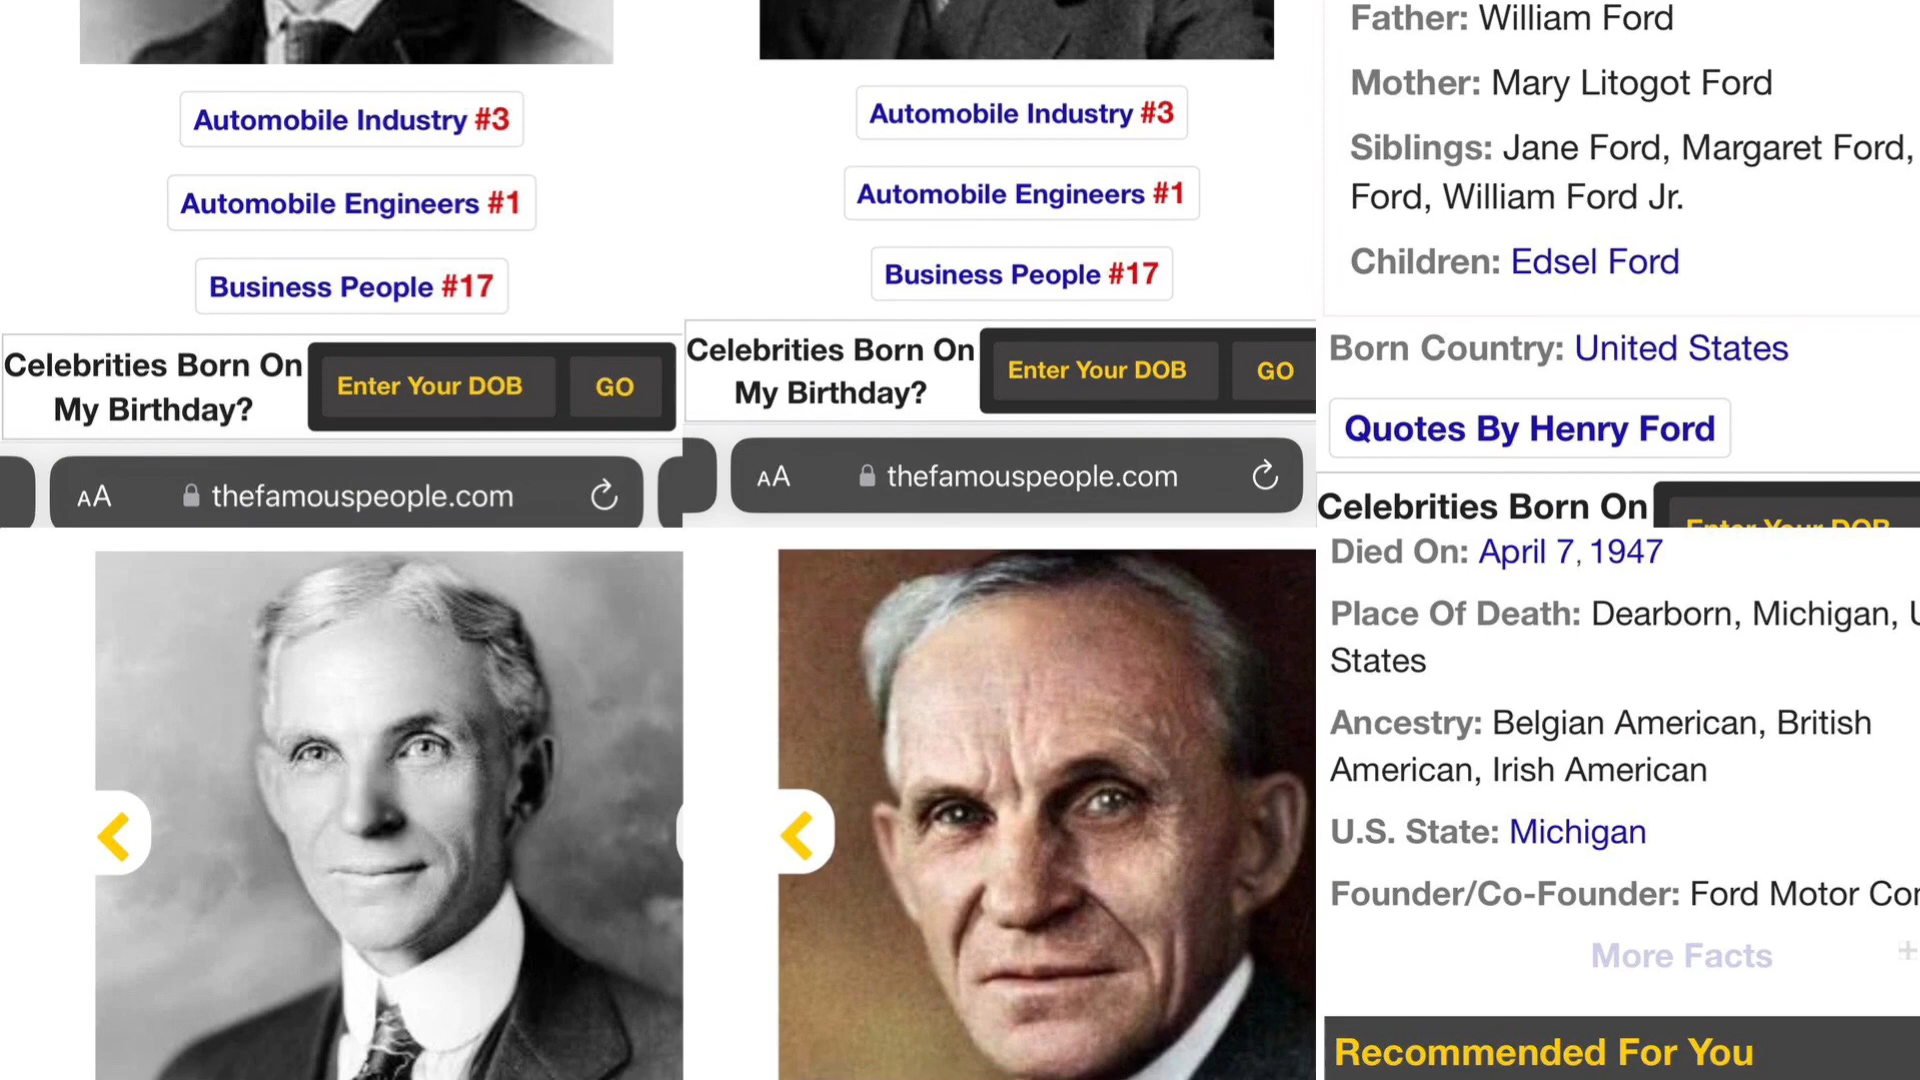 Automobile Industry #3
Automobile Engineers #1
Business People #17
Celebrities Born On
My Birthday?
Enter Your DOB
GO
AA
thefamouspeople.com
Automobile Industry #3
Automobile Engineers #1
Business People #17
Celebrities Born On
My Birthday?
Enter Your DOB
GO
AA
thefamouspeople.com
Father: William Ford
Mother: Mary Litogot Ford
Siblings: Jane Ford, Margaret Ford,
Ford, William Ford Jr.
Children: Edsel Ford
Born Country: United States
Quotes By Henry Ford
Celebrities Born On
Enter Your DOB
Died On: April 7, 1947
Place Of Death: Dearborn, Michigan,
States
Ancestry: Belgian American, British
American, Irish American
U.S. State: Michigan
Founder/Co-Founder: Ford Motor
More Facts
Recommended For You